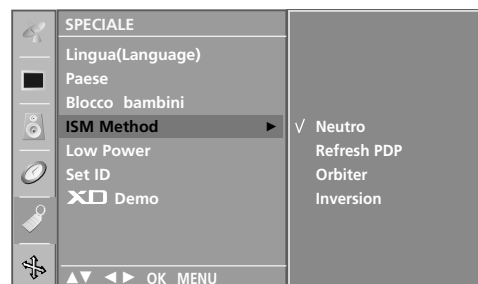 SPECIALE
Lingua(Language)
Paese
Blocco bambini
ISM Method ►
Low Power
Set ID
XD Demo
√ Neutro
Refresh PDP
Orbiter
Inversion
▲▼ ◄► OK MENU